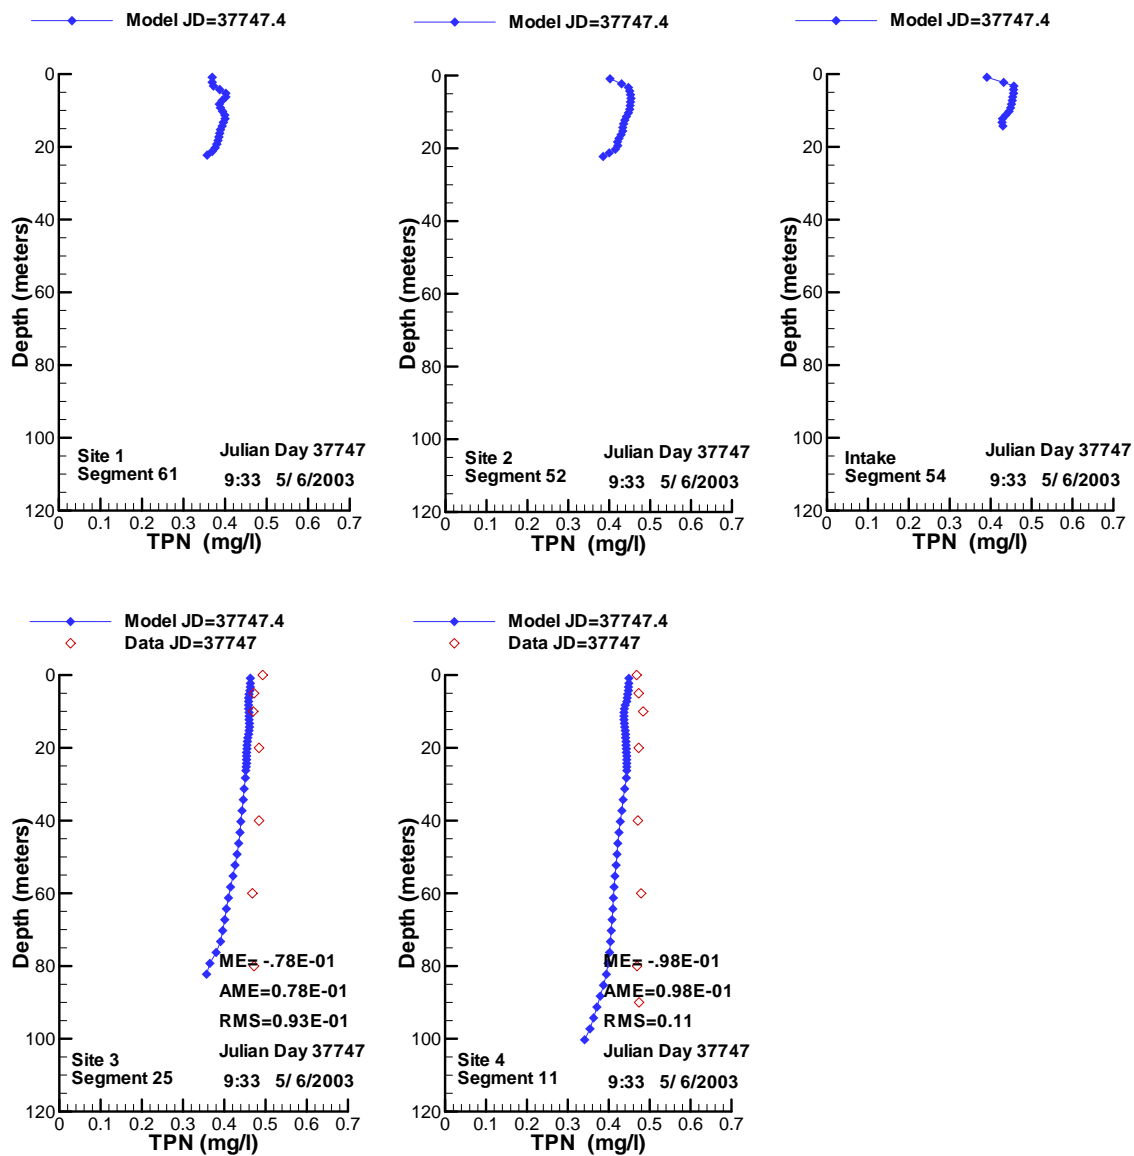 Model JD=37747.4
0
20
40
60
80
100
120
Depth (meters)
Site 1
Segment 61
Julian Day 37747
9:33 5/ 6/2003
0 0.1 0.2 0.3 0.4 0.5 0.6 0.7
TPN (mg/l)
Model JD=37747.4
0
20
40
60
80
100
120
Depth (meters)
Site 2
Segment 52
Julian Day 37747
9:33 5/ 6/2003
0 0.1 0.2 0.3 0.4 0.5 0.6 0.7
TPN (mg/l)
Model JD=37747.4
0
20
40
60
80
100
120
Depth (meters)
Intake
Segment 54
Julian Day 37747
9:33 5/ 6/2003
0 0.1 0.2 0.3 0.4 0.5 0.6 0.7
TPN (mg/l)
Model JD=37747.4
Data JD=37747
0
20
40
60
80
100
120
Depth (meters)
ME= -.78E-01
AME=0.78E-01
RMS=0.93E-01
Site 3
Segment 25
Julian Day 37747
9:33 5/ 6/2003
0 0.1 0.2 0.3 0.4 0.5 0.6 0.7
TPN (mg/l)
Model JD=37747.4
Data JD=37747
0
20
40
60
80
100
120
Depth (meters)
ME= -.98E-01
AME=0.98E-01
RMS=0.11
Site 4
Segment 11
Julian Day 37747
9:33 5/ 6/2003
0 0.1 0.2 0.3 0.4 0.5 0.6 0.7
TPN (mg/l)